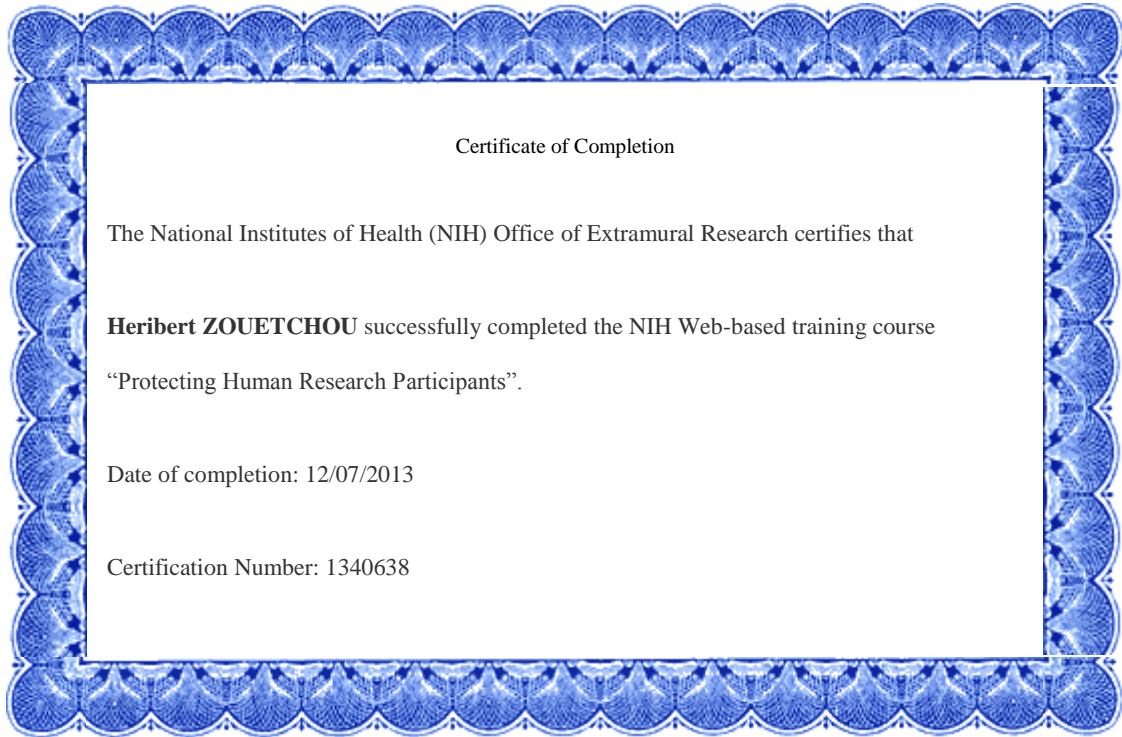 Certificate of Completion
The National Institutes of Health (NIH) Office of Extramural Research certifies that
Heribert ZOUETCHOU successfully completed the NIH Web-based training course
“Protecting Human Research Participants”.
Date of completion: 12/07/2013
Certification Number: 1340638